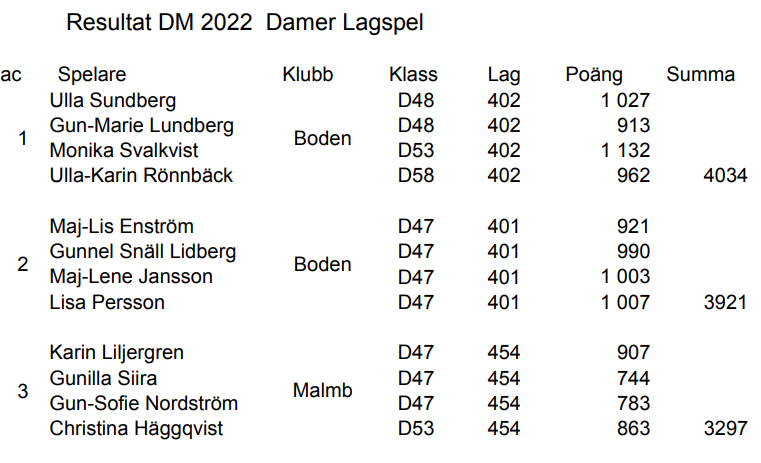 Resultat DM 2022 Damer Lagspel
ac Spelare Klubb Klass Lag Poäng Summa
Ulla Sundberg D48 402 1 027
Gun-Marie Lundberg D48 402 913
1 Boden
Monika Svalkvist D53 402 1 132
Ulla-Karin Rönnbäck D58 402 962 4034
Maj-Lis Enström D47 401 921
Gunnel Snäll Lidberg D47 401 990
2 Boden
Maj-Lene Jansson D47 401 1 003
Lisa Persson D47 401 1 007 3921
Karin Liljergren D47 454 907
Gunilla Siira D47 454 744
3 Malmb
Gun-Sofie Nordström D47 454 783
Christina Häggqvist D53 454 863 3297